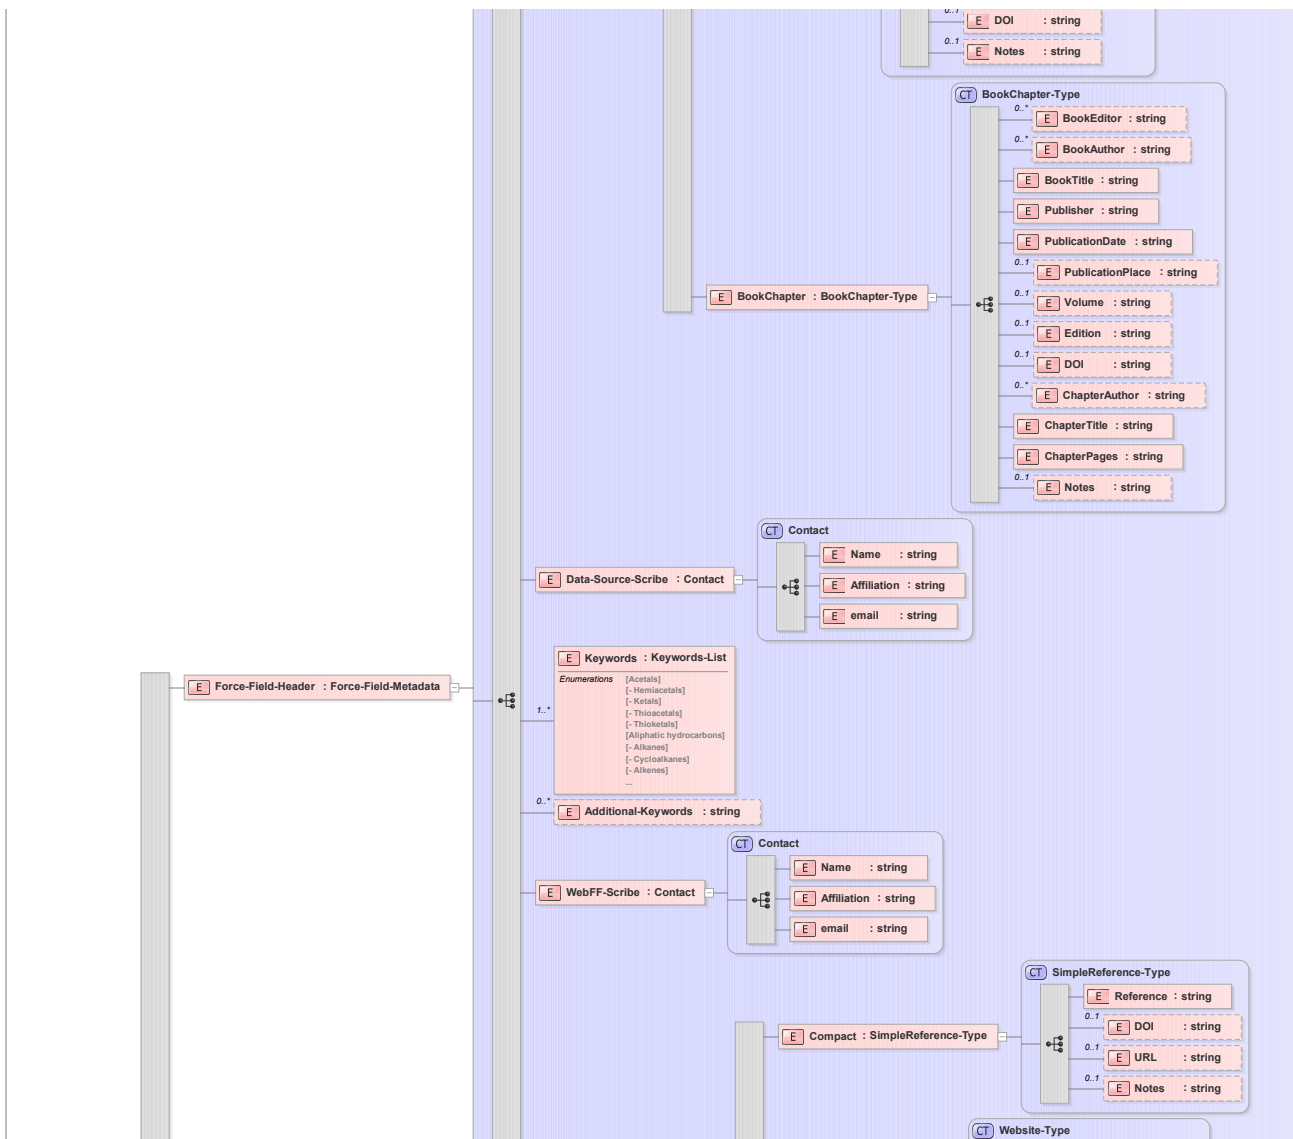 0..1
E DOI : string
0..1
E Notes : string
CT BookChapter-Type
0..*
E BookEditor : string
0..*
E BookAuthor : string
E BookTitle : string
E Publisher : string
E PublicationDate : string
0..1
E PublicationPlace : string
E BookChapter : BookChapter-Type
0..1
E Volume : string
0..1
E Edition : string
0..1
E DOI : string
0..*
E ChapterAuthor : string
E ChapterTitle : string
E ChapterPages : string
0..1
E Notes : string
CT Contact
E Name : string
E Data-Source-Scribe : Contact
E Affiliation : string
E email : string
E Keywords : Keywords-List
Enumerations [Acetals]
[- Hemiacetals]
[- Ketals]
[- Thioacetals]
[- Thioketals]
[Aliphatic hydrocarbons]
[- Alkanes]
[- Cycloalkanes]
[- Alkenes]
...
E Force-Field-Header : Force-Field-Metadata
1..*
0..*
E Additional-Keywords : string
CT Contact
E Name : string
E WebFF-Scribe : Contact
E Affiliation : string
E email : string
CT SimpleReference-Type
E Reference : string
0..1
E DOI : string
E Compact : SimpleReference-Type
0..1
E URL : string
0..1
E Notes : string
CT Website-Type